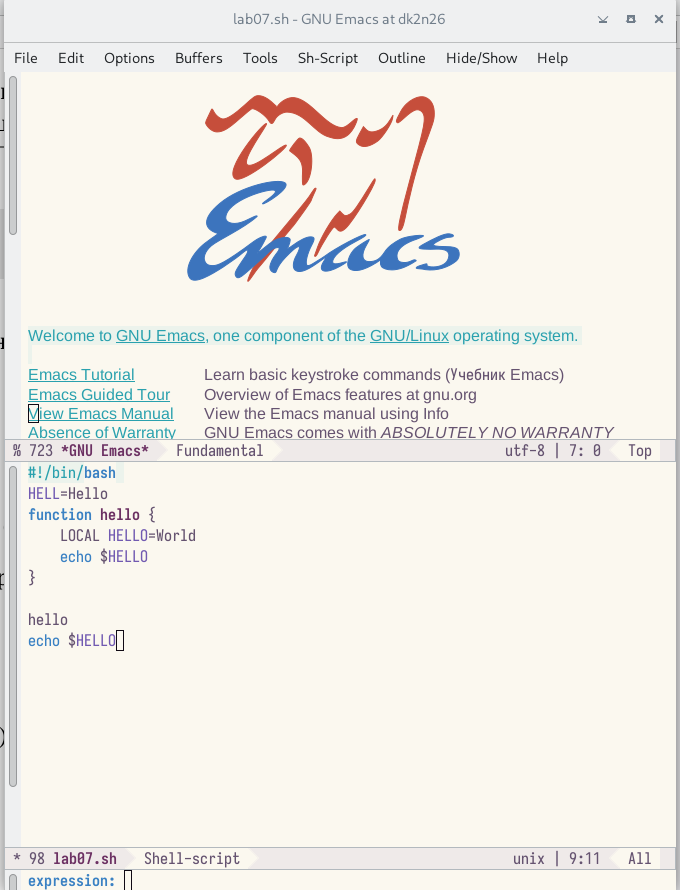 lab07.sh - GNU Emacs at dk2n26
File Edit Options Buffers Tools Sh-Script Outline Hide/Show Help
Emacs
Welcome to GNU Emacs, one component of the GNU/Linux operating system.
Emacs Tutorial Learn basic keystroke commands (Учебник Emacs)
Emacs Guided Tour Overview of Emacs features at gnu.org
View Emacs Manual View the Emacs manual using Info
Absence of Warranty GNU Emacs comes with ABSOLUTELY NO WARRANTY
% 723 *GNU Emacs* Fundamental utf-8 | 7: 0 Top
#!/bin/bash
HELL=Hello
function hello {
    LOCAL HELLO=World
    echo $HELLO
}
hello
echo $HELLO
* 98 lab07.sh Shell-script unix | 9:11 All
expression: